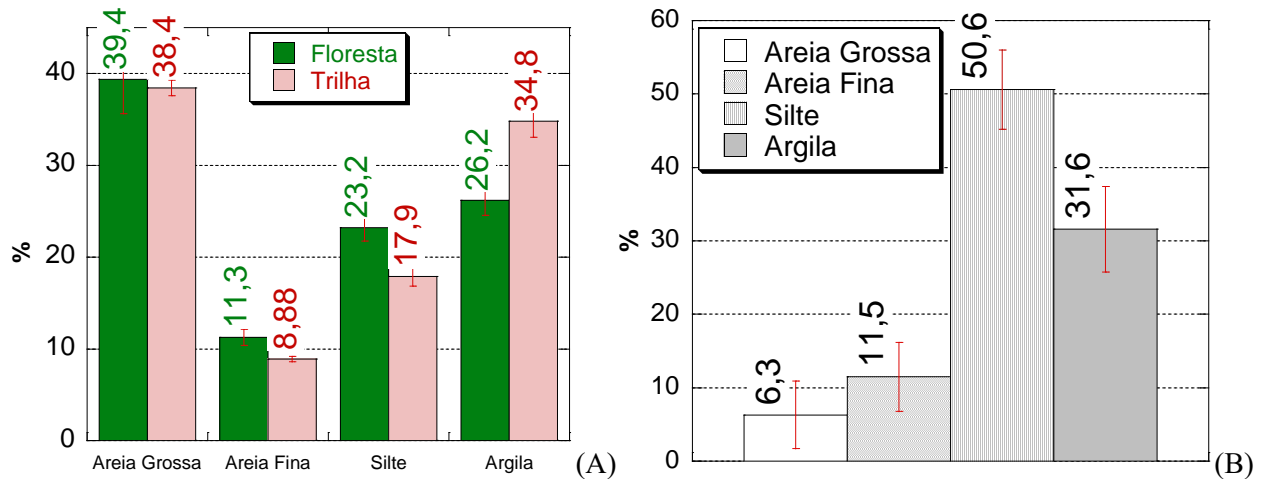 Floresta
Trilha
39,4
38,4
11,3
8,88
23,2
17,9
26,2
34,8
%
40
30
20
10
0
Areia Grossa
Areia Fina
Silte
Argila
(A)
Areia Grossa
Areia Fina
Silte
Argila
6,3
11,5
50,6
31,6
%
60
50
40
30
20
10
0
(B)